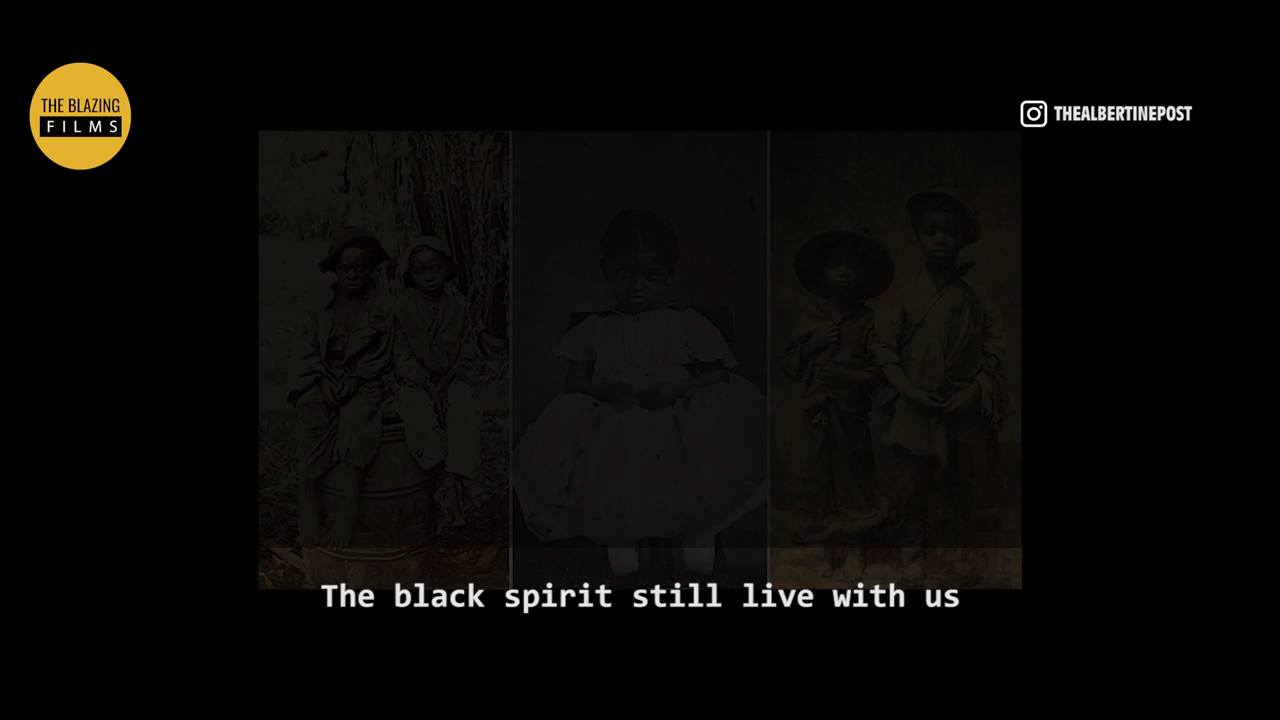 THE BLAZING
FILMS
THEALBERTINEPOST
The black spirit still live with us